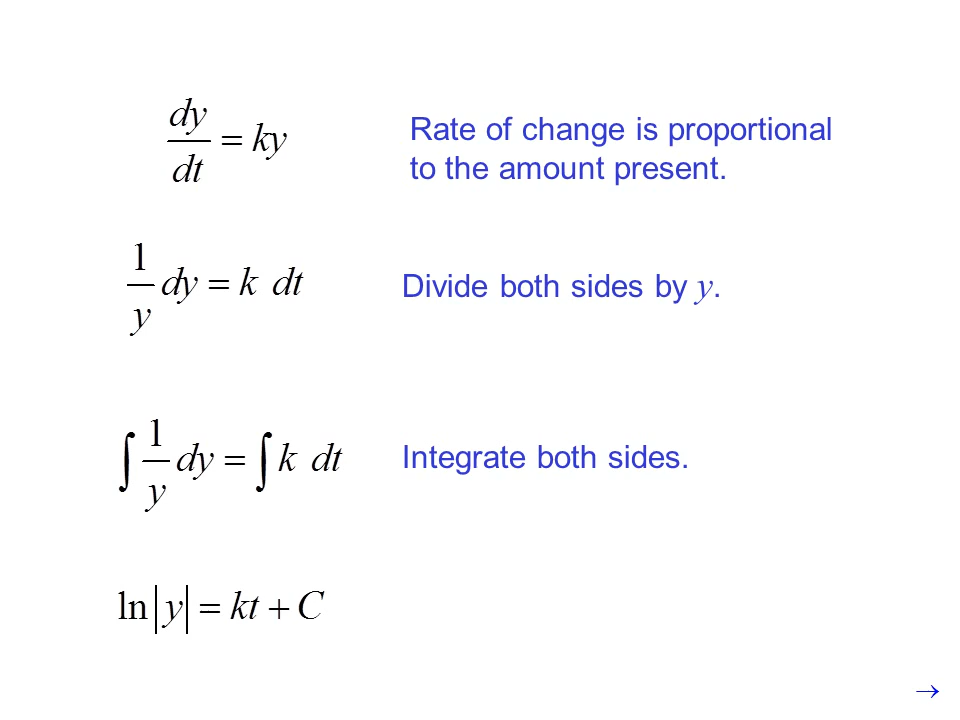 dy/dt = ky
Rate of change is proportional
to the amount present.
1/y dy = k dt
Divide both sides by y.
∫ 1/y dy = ∫ k dt
Integrate both sides.
ln|y| = kt + C
→